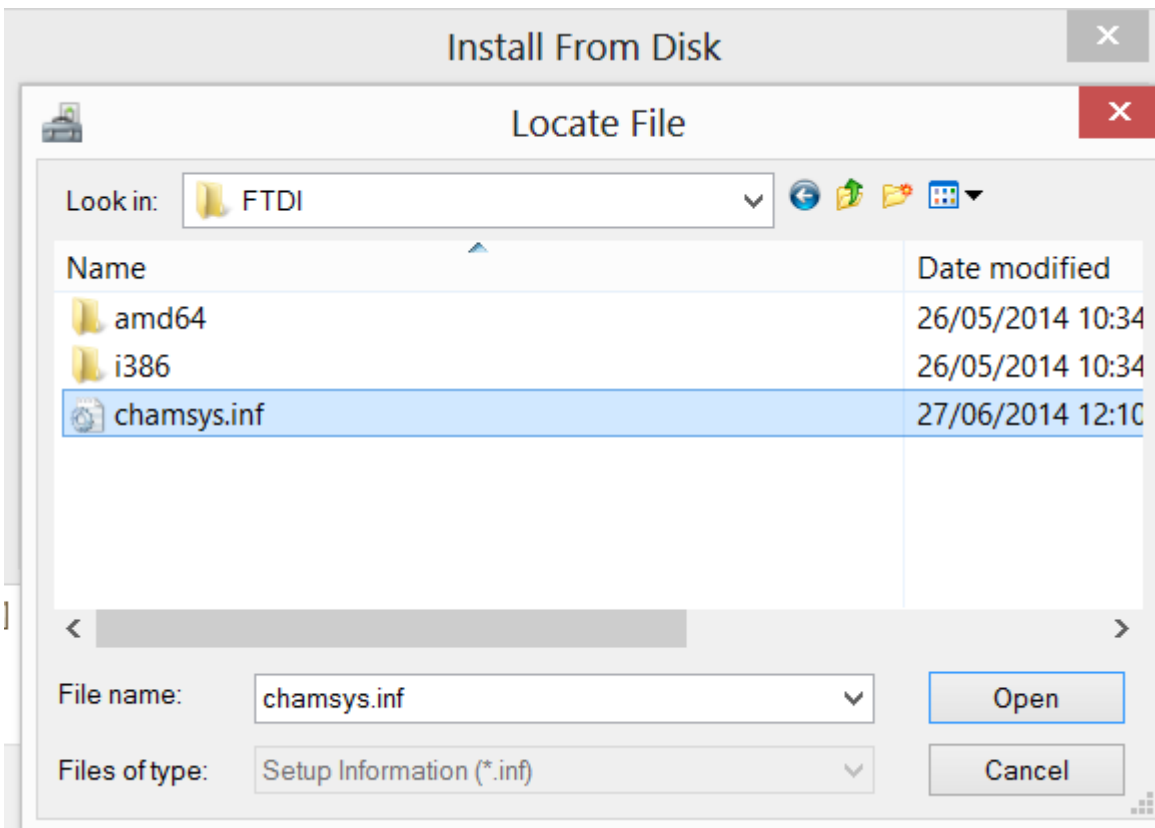 Install From Disk
Locate File
Look in: FTDI
Name Date modified
amd64 26/05/2014 10:34
i386 26/05/2014 10:34
chamsys.inf 27/06/2014 12:10
File name: chamsys.inf Open
Files of type: Setup Information (*.inf) Cancel